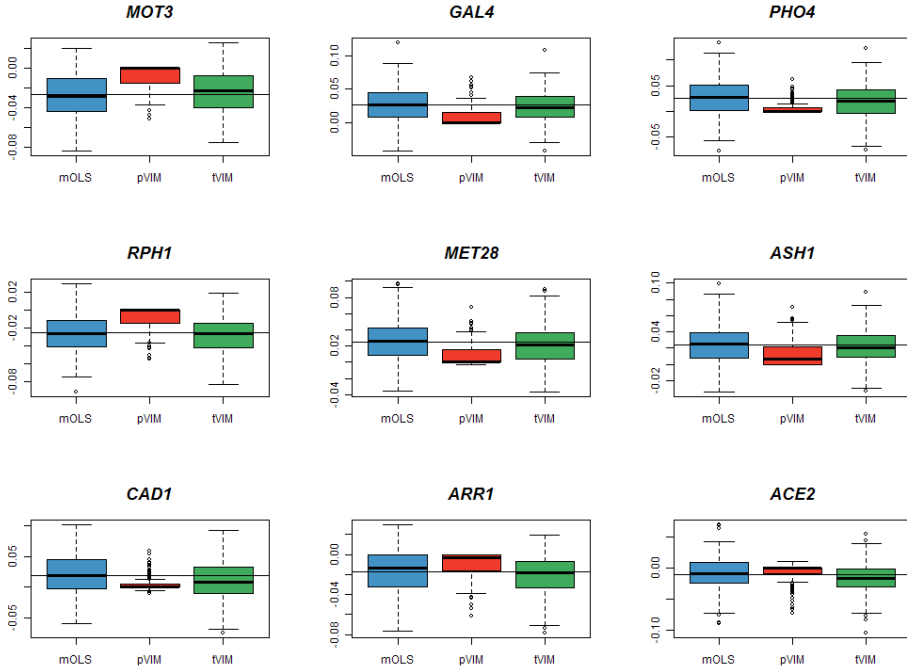 MOT3 GAL4 PHO4
0.00 -0.04 -0.08
0.10 0.05 0.00
0.05 -0.05
mOLS pVIM tVIM mOLS pVIM tVIM mOLS pVIM tVIM
RPH1 MET28 ASH1
0.02 -0.02 -0.08
0.08 0.02 -0.04
0.10 0.04 -0.02
mOLS pVIM tVIM mOLS pVIM tVIM mOLS pVIM tVIM
CAD1 ARR1 ACE2
0.05 -0.05
0.00 -0.04 -0.08
0.00 -0.10
mOLS pVIM tVIM mOLS pVIM tVIM mOLS pVIM tVIM